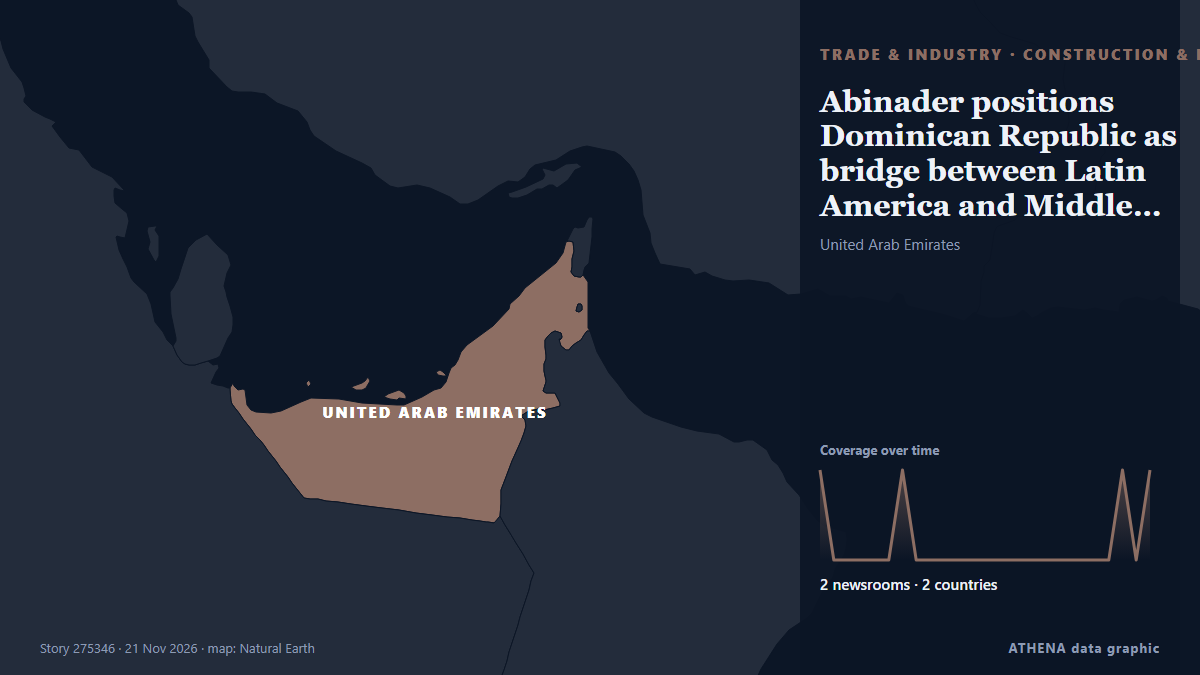 TRADE & INDUSTRY · CONSTRUCTION &
Abinader positions
Dominican Republic as
bridge between Latin
America and Middle...
United Arab Emirates
UNITED ARAB EMIRATES
Coverage over time
2 newsrooms · 2 countries
Story 275346 · 21 Nov 2026 · map: Natural Earth
ATHENA data graphic